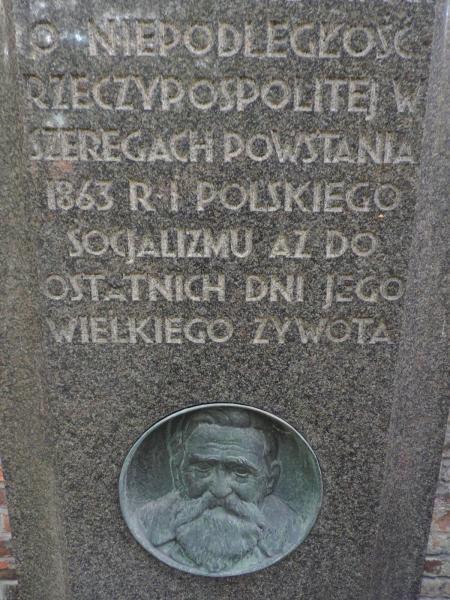 O NIEPODLEGŁOŚĆ
RZECZYPOSPOLITEJ W
SZEREGACH POWSTANIA
1863 R·I POLSKIEGO
SOCJALIZMU AŻ DO
OSTATNICH DNI JEGO
WIELKIEGO ŻYWOTA